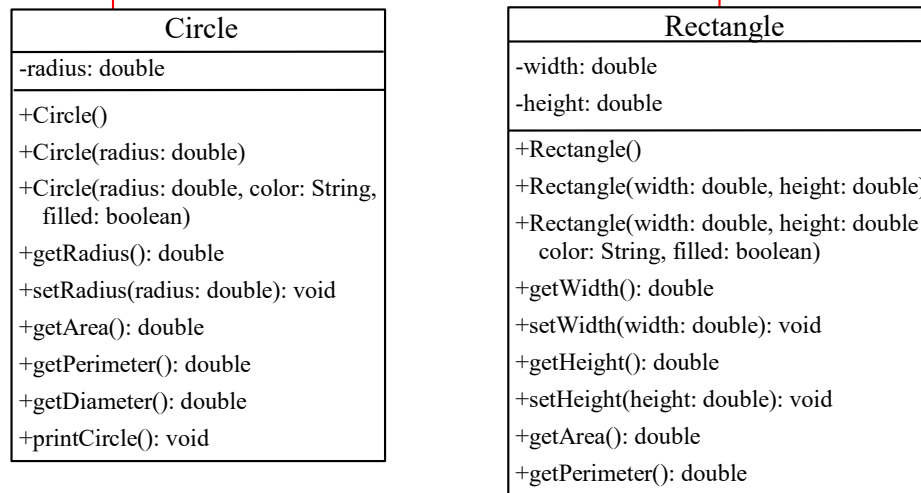 Circle
-radius: double
+Circle()
+Circle(radius: double)
+Circle(radius: double, color: String,
filled: boolean)
+getRadius(): double
+setRadius(radius: double): void
+getArea(): double
+getPerimeter(): double
+getDiameter(): double
+printCircle(): void
Rectangle
-width: double
-height: double
+Rectangle()
+Rectangle(width: double, height: double)
+Rectangle(width: double, height: double
color: String, filled: boolean)
+getWidth(): double
+setWidth(width: double): void
+getHeight(): double
+setHeight(height: double): void
+getArea(): double
+getPerimeter(): double